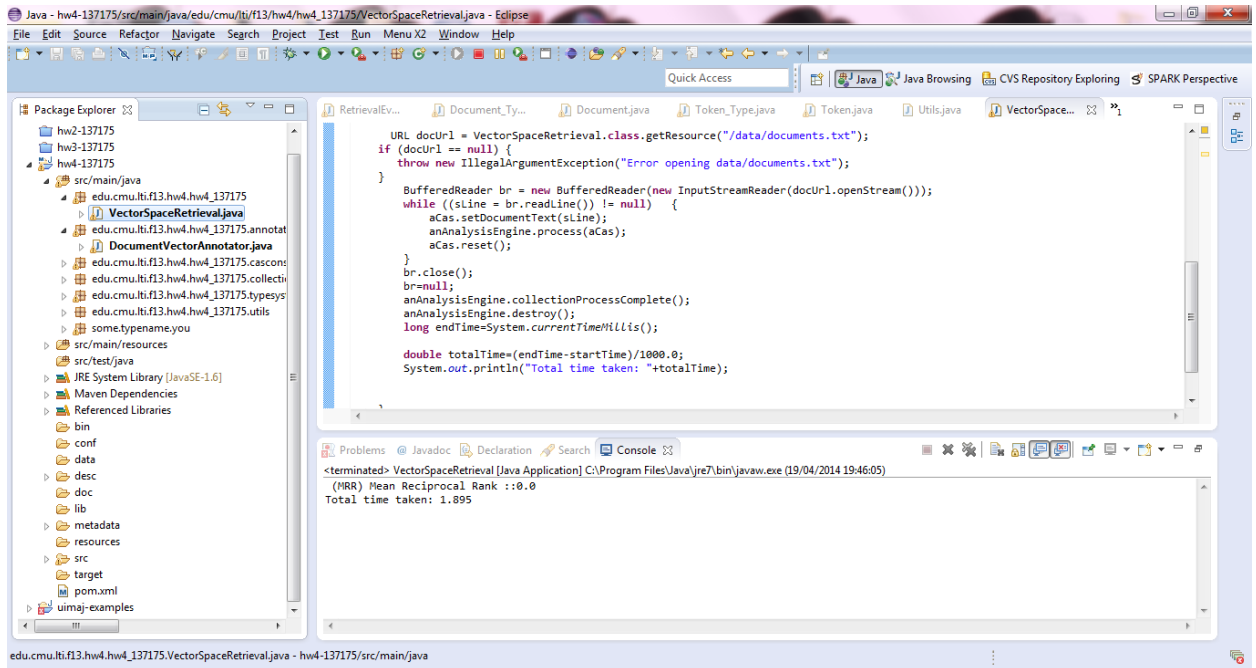 Java - hw4-137175/src/main/java/edu/cmu/lti/f13/hw4/hw4_137175/VectorSpaceRetrieval.java - Eclipse
File Edit Source Refactor Navigate Search Project Test Run MenuX2 Window Help
Quick Access
Java Java Browsing CVS Repository Exploring SPARK Perspective
Package Explorer
hw2-137175
hw3-137175
hw4-137175
src/main/java
edu.cmu.lti.f13.hw4.hw4_137175
VectorSpaceRetrieval.java
edu.cmu.lti.f13.hw4.hw4_137175.annotat
DocumentVectorAnnotator.java
edu.cmu.lti.f13.hw4.hw4_137175.cascons
edu.cmu.lti.f13.hw4.hw4_137175.collecti
edu.cmu.lti.f13.hw4.hw4_137175.typesys
edu.cmu.lti.f13.hw4.hw4_137175.utils
some.typename.you
src/main/resources
src/test/java
JRE System Library [JavaSE-1.6]
Maven Dependencies
Referenced Libraries
bin
conf
data
desc
doc
lib
metadata
resources
src
target
pom.xml
uimaj-examples
RetrievalEv... Document_Ty... Document.java Token_Type.java Token.java Utils.java VectorSpace... »1
URL docUrl = VectorSpaceRetrieval.class.getResource("/data/documents.txt");
if (docUrl == null) {
throw new IllegalArgumentException("Error opening data/documents.txt");
}
BufferedReader br = new BufferedReader(new InputStreamReader(docUrl.openStream()));
while ((sLine = br.readLine()) != null) {
aCas.setDocumentText(sLine);
anAnalysisEngine.process(aCas);
aCas.reset();
}
br.close();
br=null;
anAnalysisEngine.collectionProcessComplete();
anAnalysisEngine.destroy();
long endTime=System.currentTimeMillis();
double totalTime=(endTime-startTime)/1000.0;
System.out.println("Total time taken: "+totalTime);
Problems @ Javadoc Declaration Search Console
<terminated> VectorSpaceRetrieval [Java Application] C:\Program Files\Java\jre7\bin\javaw.exe (19/04/2014 19:46:05)
(MRR) Mean Reciprocal Rank ::0.0
Total time taken: 1.895
edu.cmu.lti.f13.hw4.hw4_137175.VectorSpaceRetrieval.java - hw4-137175/src/main/java